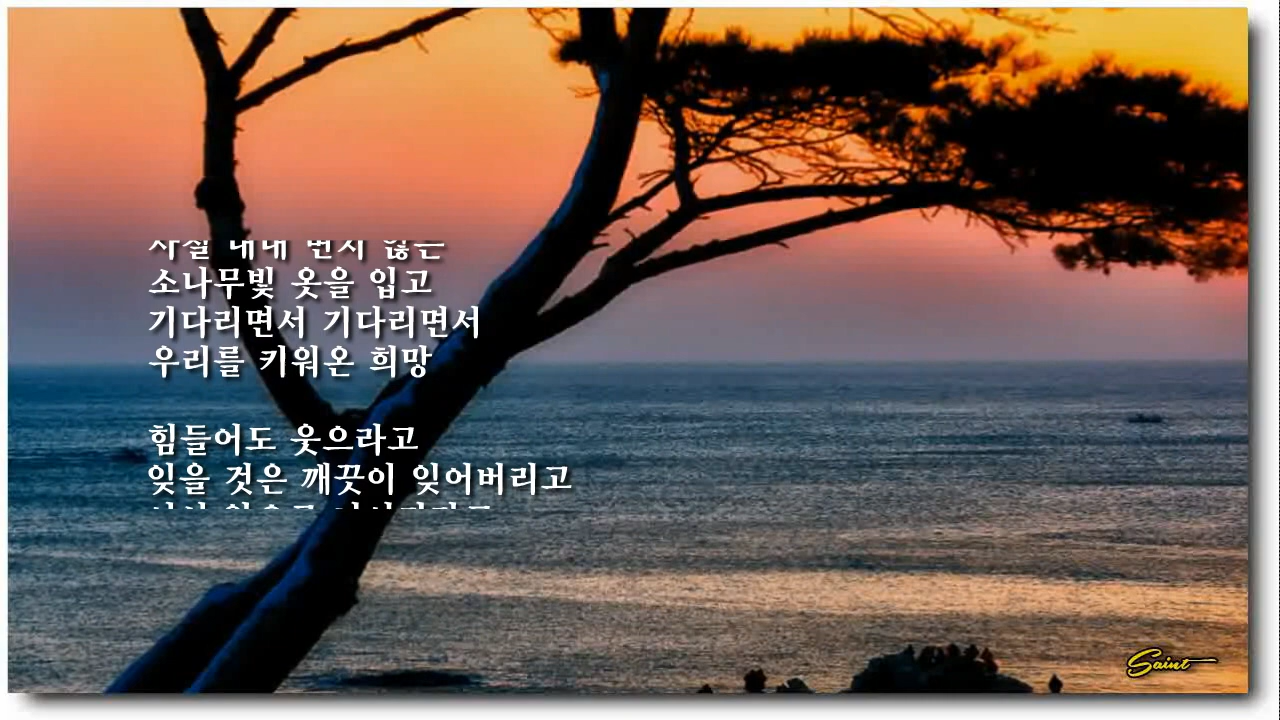 소나무빛 옷을 입고
기다리면서 기다리면서
우리를 키워온 희망
힘들어도 웃으라고
잊을 것은 깨끗이 잊어버리고
Saint